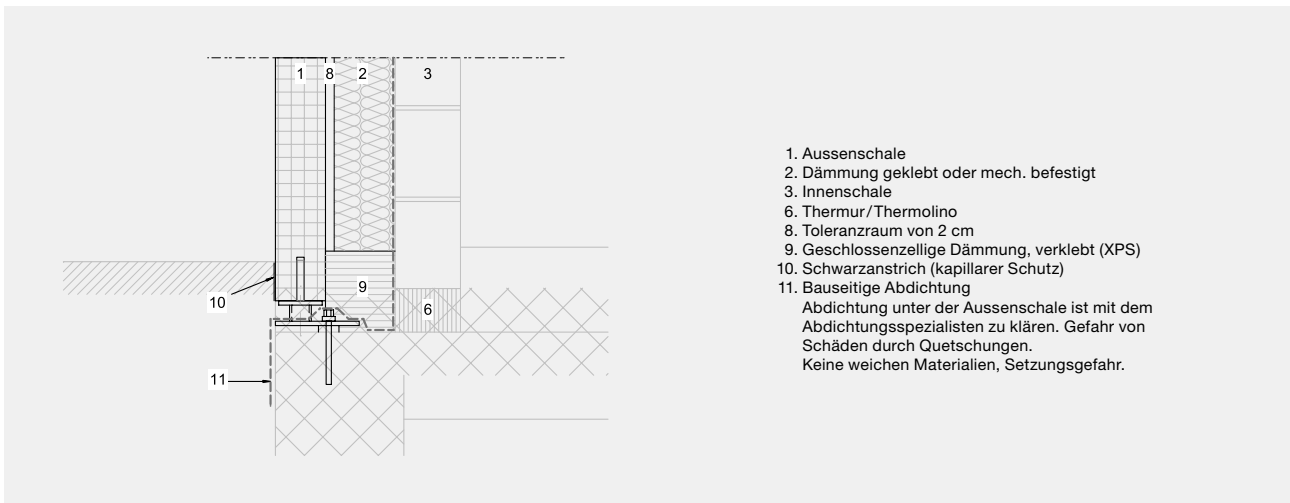 1 8 2 3
9
10
6
11
1. Aussenschale
2. Dämmung geklebt oder mech. befestigt
3. Innenschale
6. Thermur/Thermolino
8. Toleranzraum von 2 cm
9. Geschlossenzellige Dämmung, verklebt (XPS)
10. Schwarzanstrich (kapillarer Schutz)
11. Bauseitige Abdichtung
Abdichtung unter der Aussenschale ist mit dem
Abdichtungsspezialisten zu klären. Gefahr von
Schäden durch Quetschungen.
Keine weichen Materialien, Setzungsgefahr.